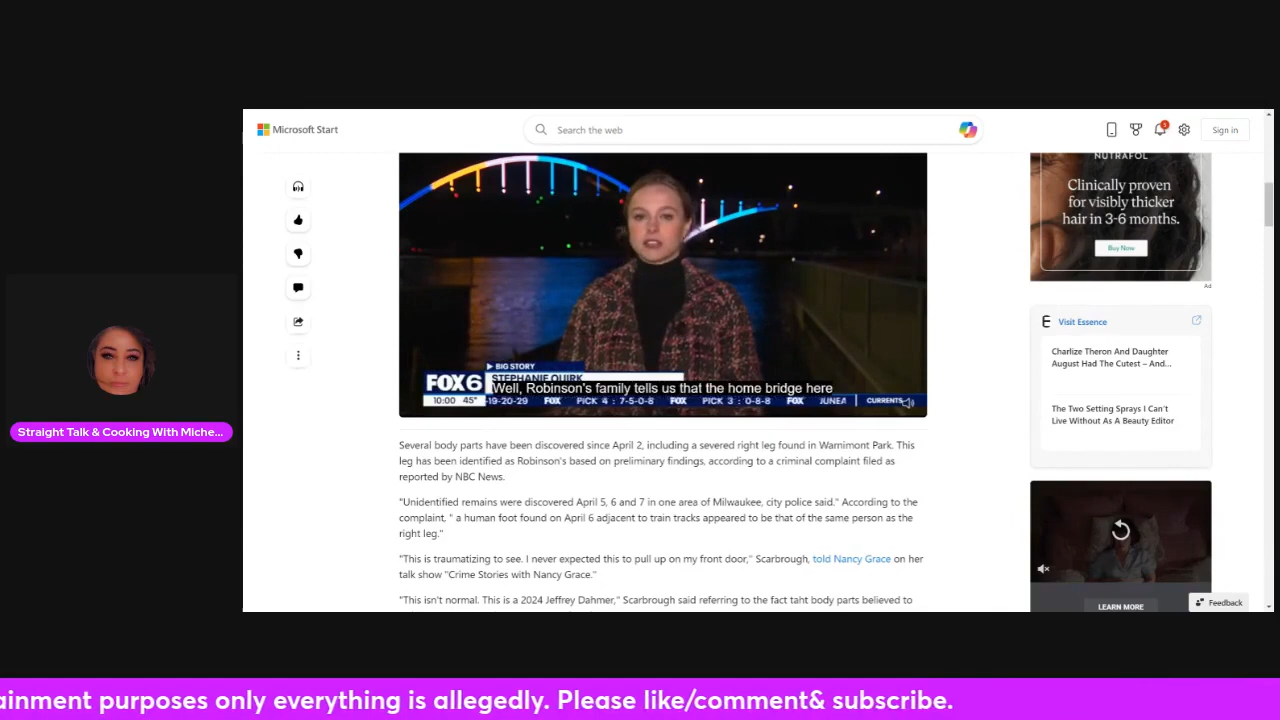 Microsoft Start
Search the web
5
Sign in
NUTRAFOL
Clinically proven
for visibly thicker
hair in 3-6 months.
Buy Now
Ad
E
Visit Essence
Charlize Theron And Daughter
August Had The Cutest – And...
The Two Setting Sprays I Can't
Live Without As A Beauty Editor
BIG STORY
STEPHANIE QUIRK
FOX 6
Well, Robinson's family tells us that the home bridge here
10:00 45° -19-20-29 FOX PICK 4 : 7-5-0-8 FOX PICK 3 : 0-8-8 FOX JUNEA CURRENTS
Several body parts have been discovered since April 2, including a severed right leg found in Warnimont Park. This
leg has been identified as Robinson's based on preliminary findings, according to a criminal complaint filed as
reported by NBC News.
"Unidentified remains were discovered April 5, 6 and 7 in one area of Milwaukee, city police said." According to the
complaint, " a human foot found on April 6 adjacent to train tracks appeared to be that of the same person as the
right leg."
"This is traumatizing to see. I never expected this to pull up on my front door," Scarbrough, told Nancy Grace on her
talk show "Crime Stories with Nancy Grace."
"This isn't normal. This is a 2024 Jeffrey Dahmer," Scarbrough said referring to the fact taht body parts believed to
LEARN MORE
Feedback
Straight Talk & Cooking With Miche...
ainment purposes only everything is allegedly. Please like/comment& subscribe.